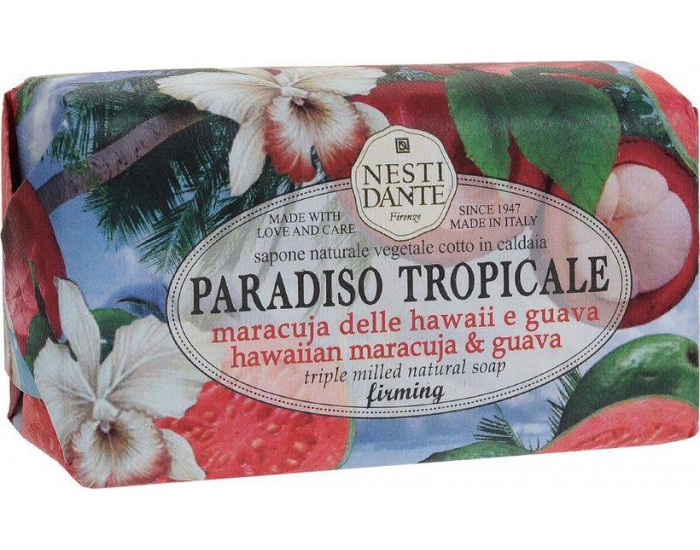 NESTI
DANTE
Firenze
MADE WITH
LOVE AND CARE
SINCE 1947
MADE IN ITALY
sapone naturale vegetale cotto in caldaia
PARADISO TROPICALE
maracuja delle hawaii e guava
hawaiian maracuja & guava
triple milled natural soap
firming